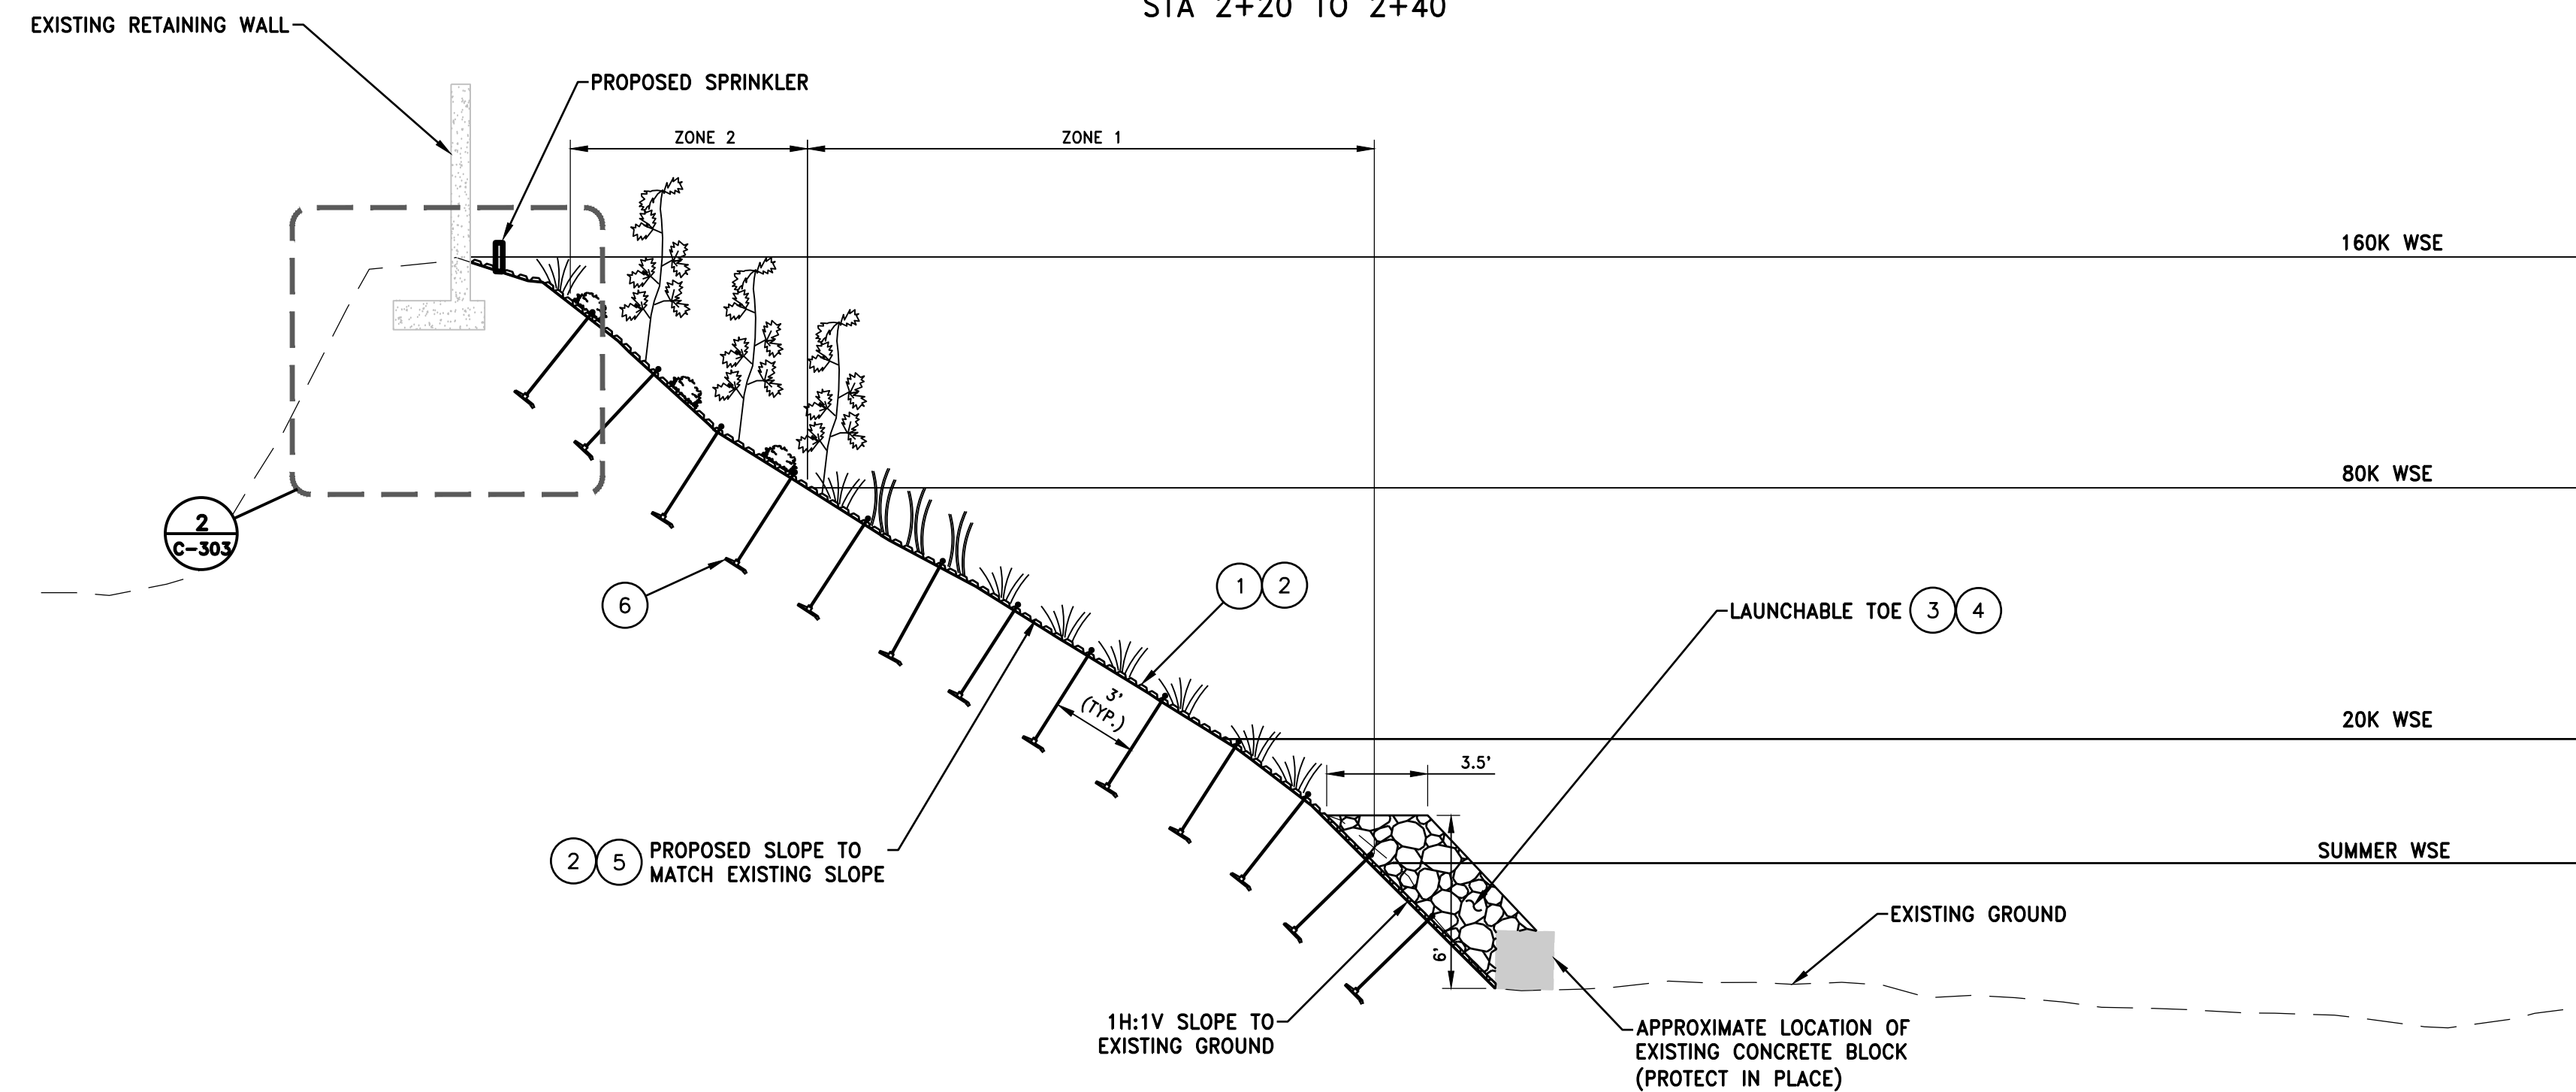 STA 2+20 TO 2+40
EXISTING RETAINING WALL
PROPOSED SPRINKLER
ZONE 2
ZONE 1
160K WSE
80K WSE
2
C-303
6
1 2
LAUNCHABLE TOE 3 4
3'
(TYP.)
20K WSE
3.5'
2 5 PROPOSED SLOPE TO
MATCH EXISTING SLOPE
SUMMER WSE
EXISTING GROUND
6'
1H:1V SLOPE TO
EXISTING GROUND
APPROXIMATE LOCATION OF
EXISTING CONCRETE BLOCK
(PROTECT IN PLACE)